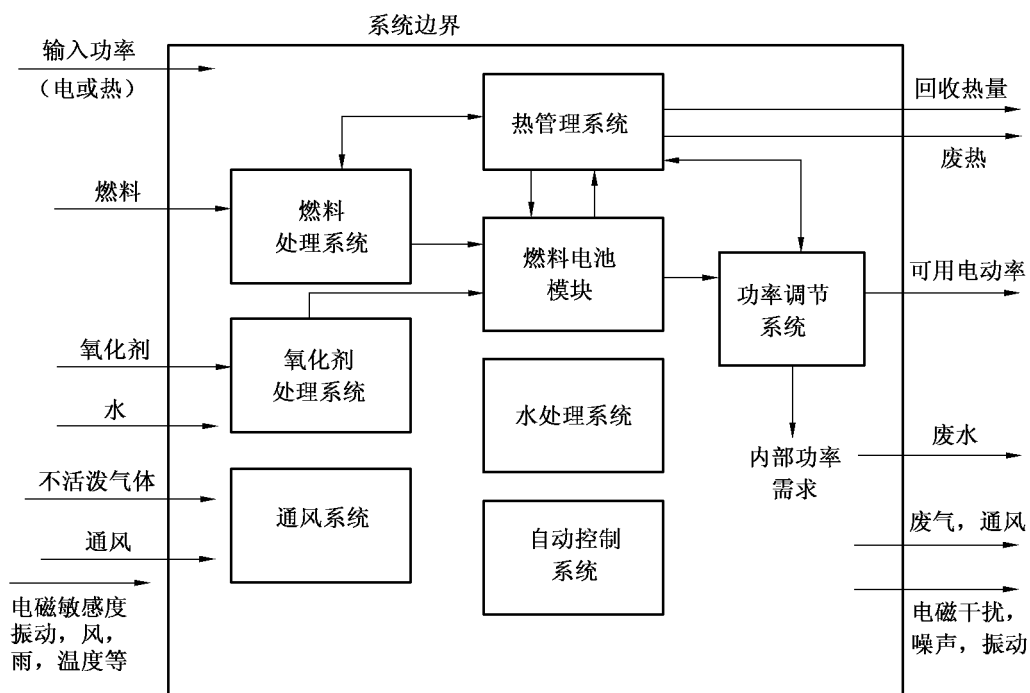 系统边界
输入功率
（电或热）
热管理系统
回收热量
废热
燃料
燃料
处理系统
燃料电池
模块
功率调节
系统
可用电动率
氧化剂
氧化剂
处理系统
水
水处理系统
内部功率
需求
废水
不活泼气体
通风系统
通风
自动控制
系统
废气，通风
电磁敏感度
振动，风，
雨，温度等
电磁干扰，
噪声，振动